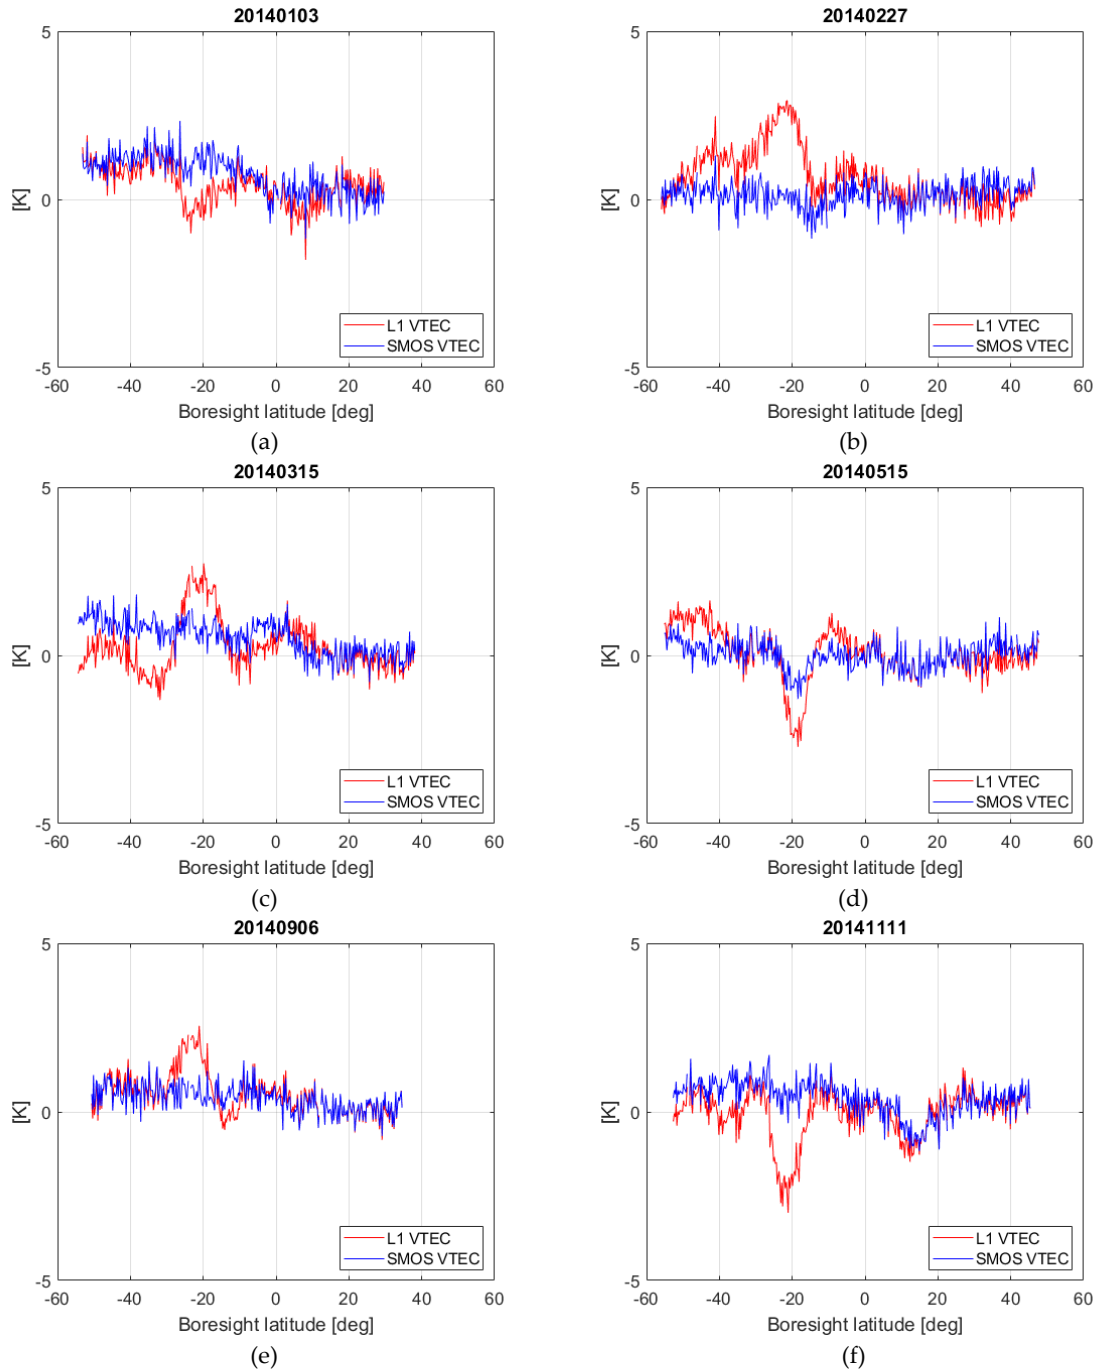 20140103
5
0
-5
[K]
L1 VTEC
SMOS VTEC
-60 -40 -20 0 20 40 60
Boresight latitude [deg]
(a)
20140227
5
0
-5
[K]
L1 VTEC
SMOS VTEC
-60 -40 -20 0 20 40 60
Boresight latitude [deg]
(b)
20140315
5
0
-5
[K]
L1 VTEC
SMOS VTEC
-60 -40 -20 0 20 40 60
Boresight latitude [deg]
(c)
20140515
5
0
-5
[K]
L1 VTEC
SMOS VTEC
-60 -40 -20 0 20 40 60
Boresight latitude [deg]
(d)
20140906
5
0
-5
[K]
L1 VTEC
SMOS VTEC
-60 -40 -20 0 20 40 60
Boresight latitude [deg]
(e)
20141111
5
0
-5
[K]
L1 VTEC
SMOS VTEC
-60 -40 -20 0 20 40 60
Boresight latitude [deg]
(f)